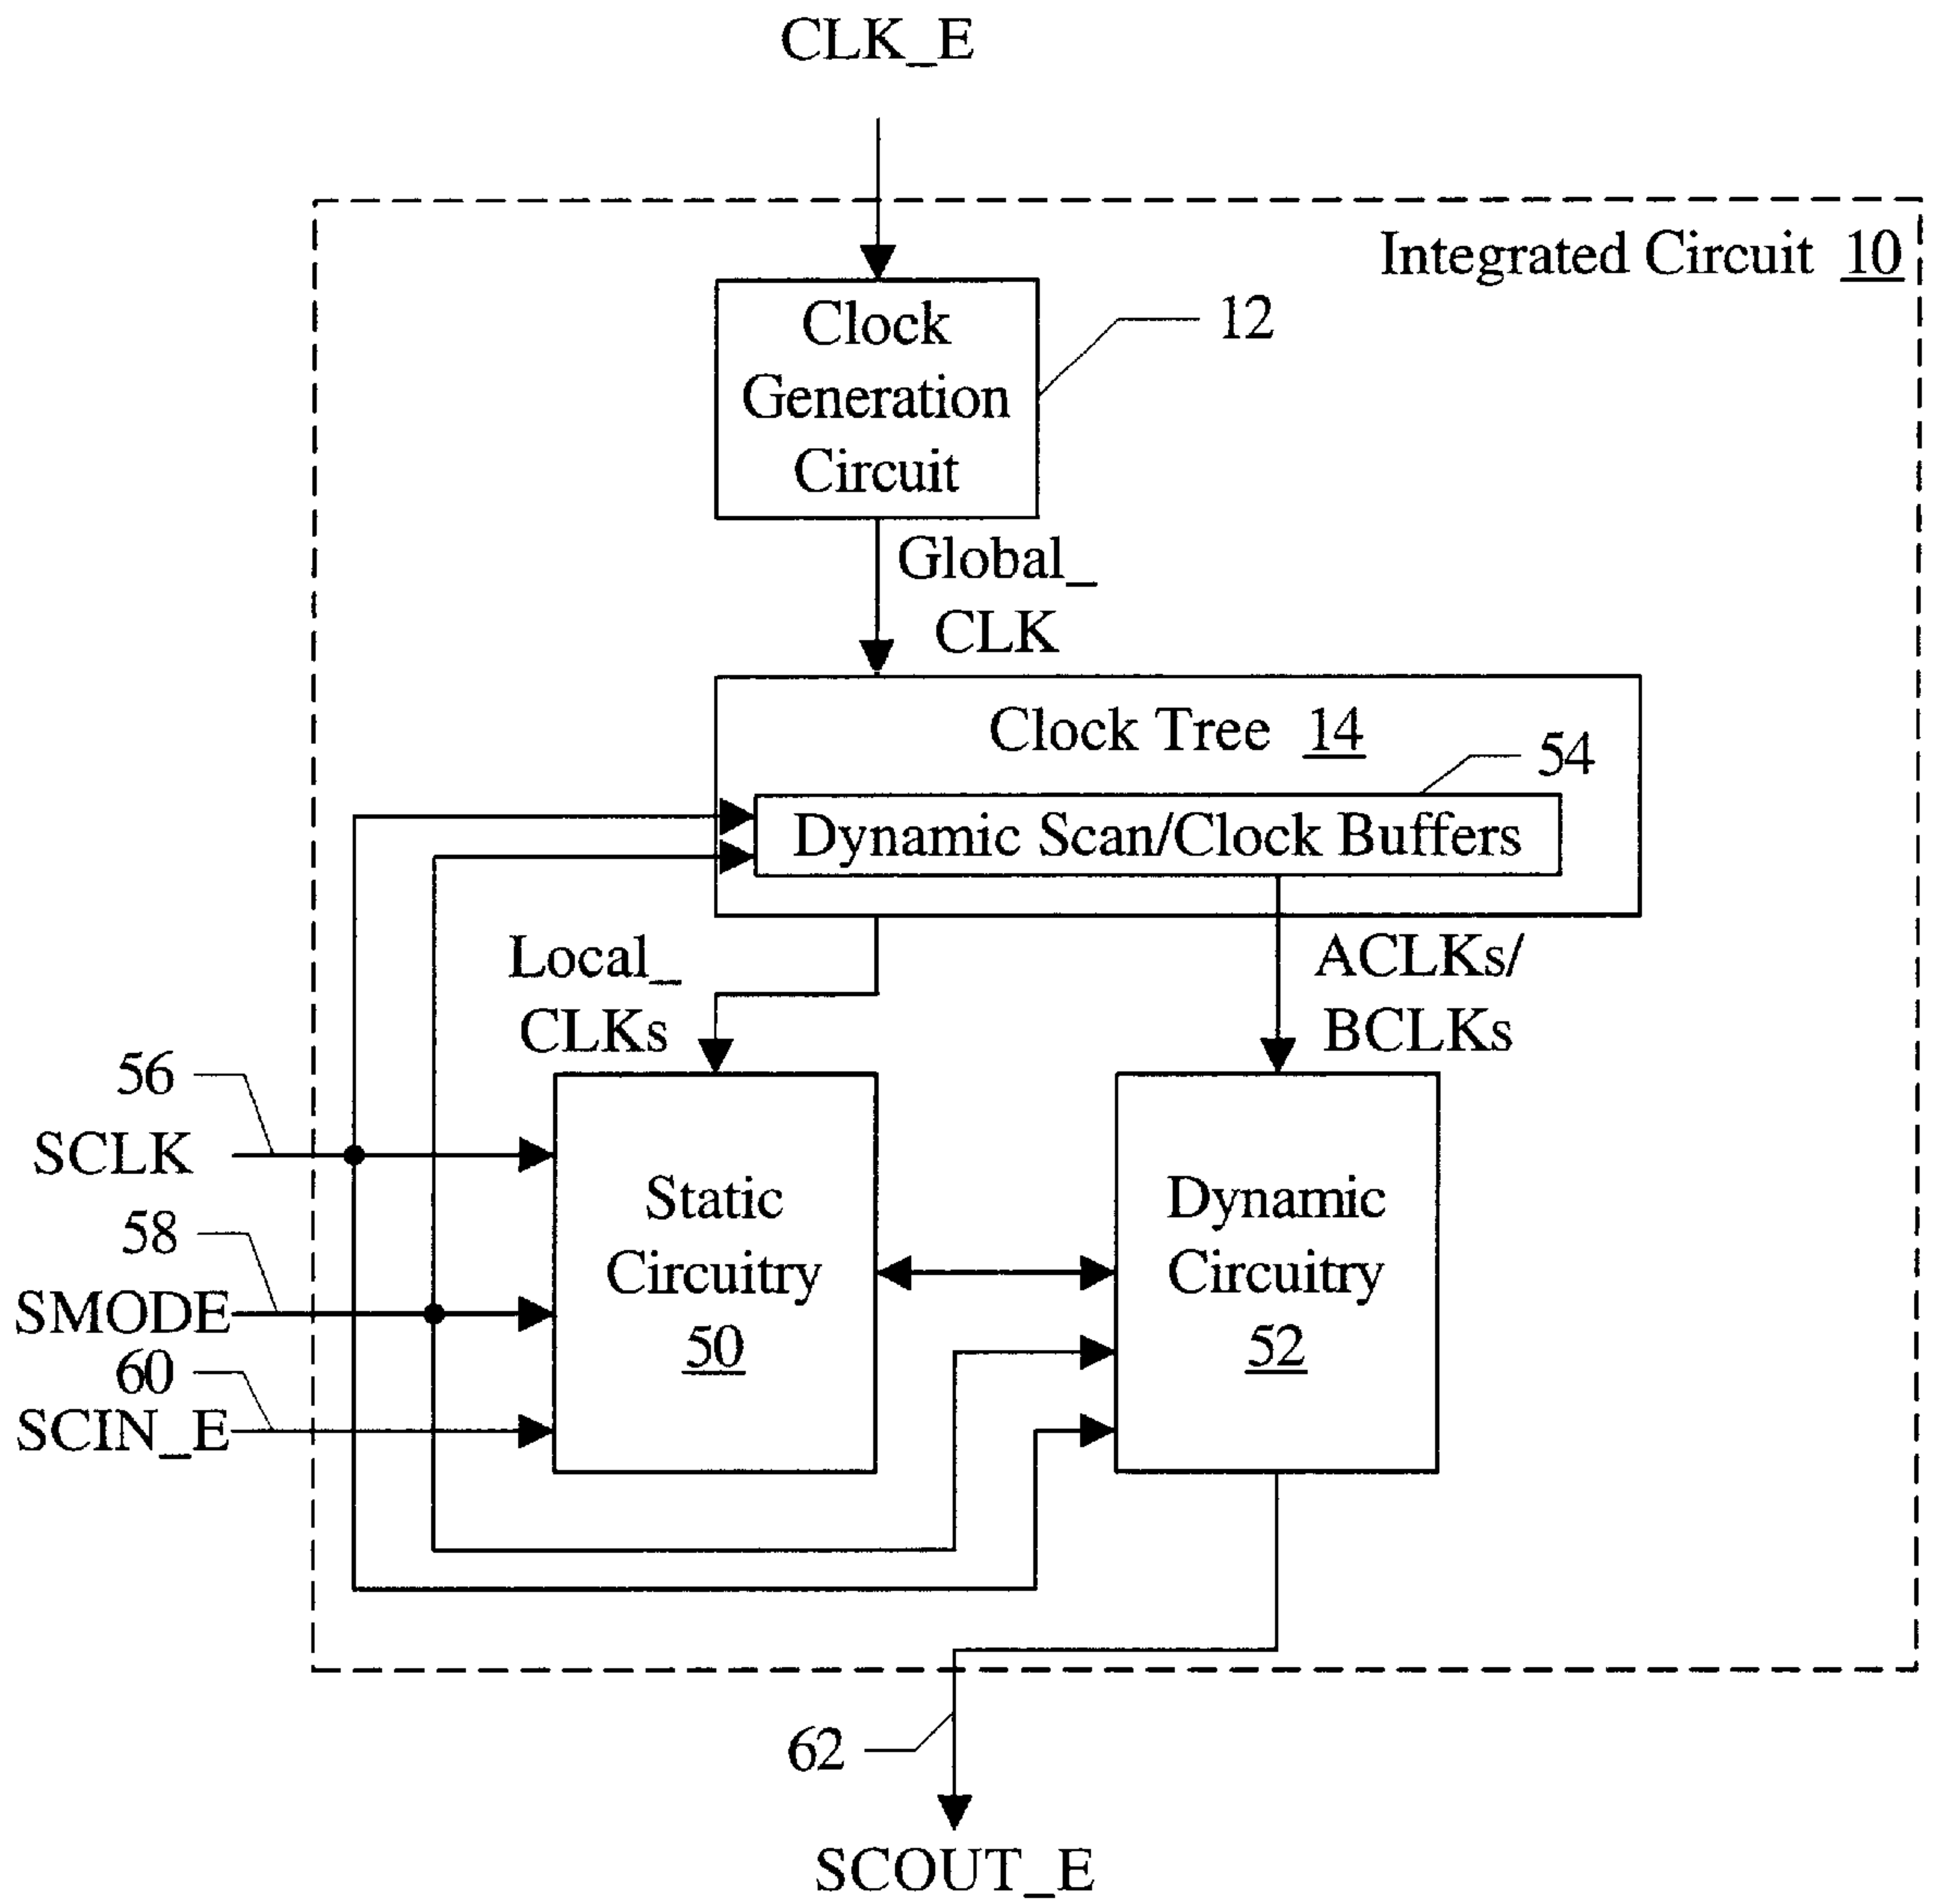 CLK_E
Integrated Circuit 10
Clock
Generation
Circuit
12
Global_
CLK
Clock Tree 14
54
Dynamic Scan/Clock Buffers
Local_
CLKs
ACLKs/
BCLKs
56
SCLK
58
SMODE
60
SCIN_E
Static
Circuitry
50
Dynamic
Circuitry
52
62
SCOUT_E